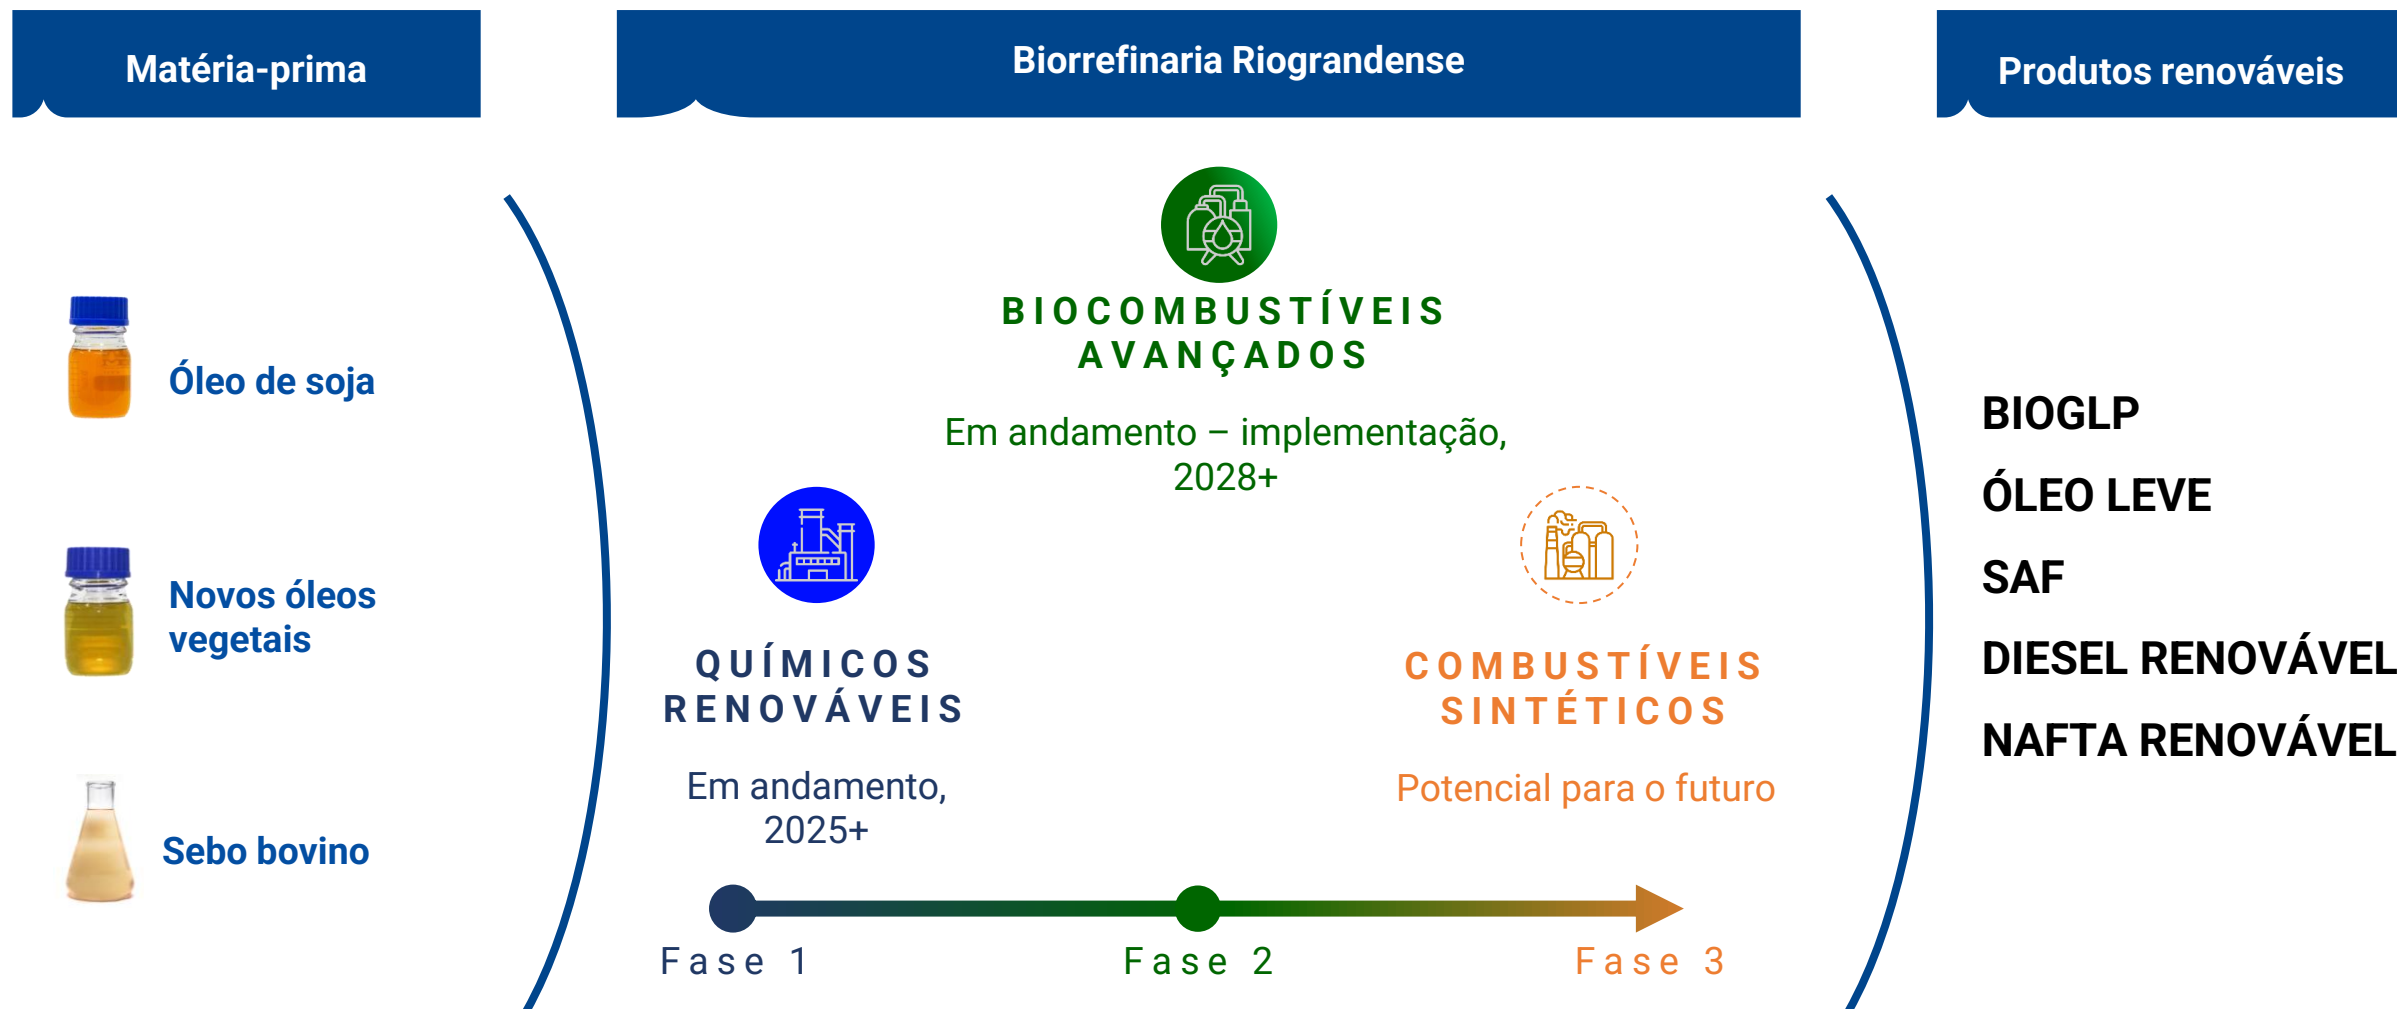 Matéria-prima
Biorrefinaria Riograndense
Produtos renováveis
Óleo de soja
Novos óleos
vegetais
Sebo bovino
BIOCOMBUSTÍVEIS
AVANÇADOS
Em andamento – implementação,
2028+
QUÍMICOS
RENOVÁVEIS
Em andamento,
2025+
COMBUSTÍVEIS
SINTÉTICOS
Potencial para o futuro
Fase 1
Fase 2
Fase 3
BIOGLP
ÓLEO LEVE
SAF
DIESEL RENOVÁVEL
NAFTA RENOVÁVEL